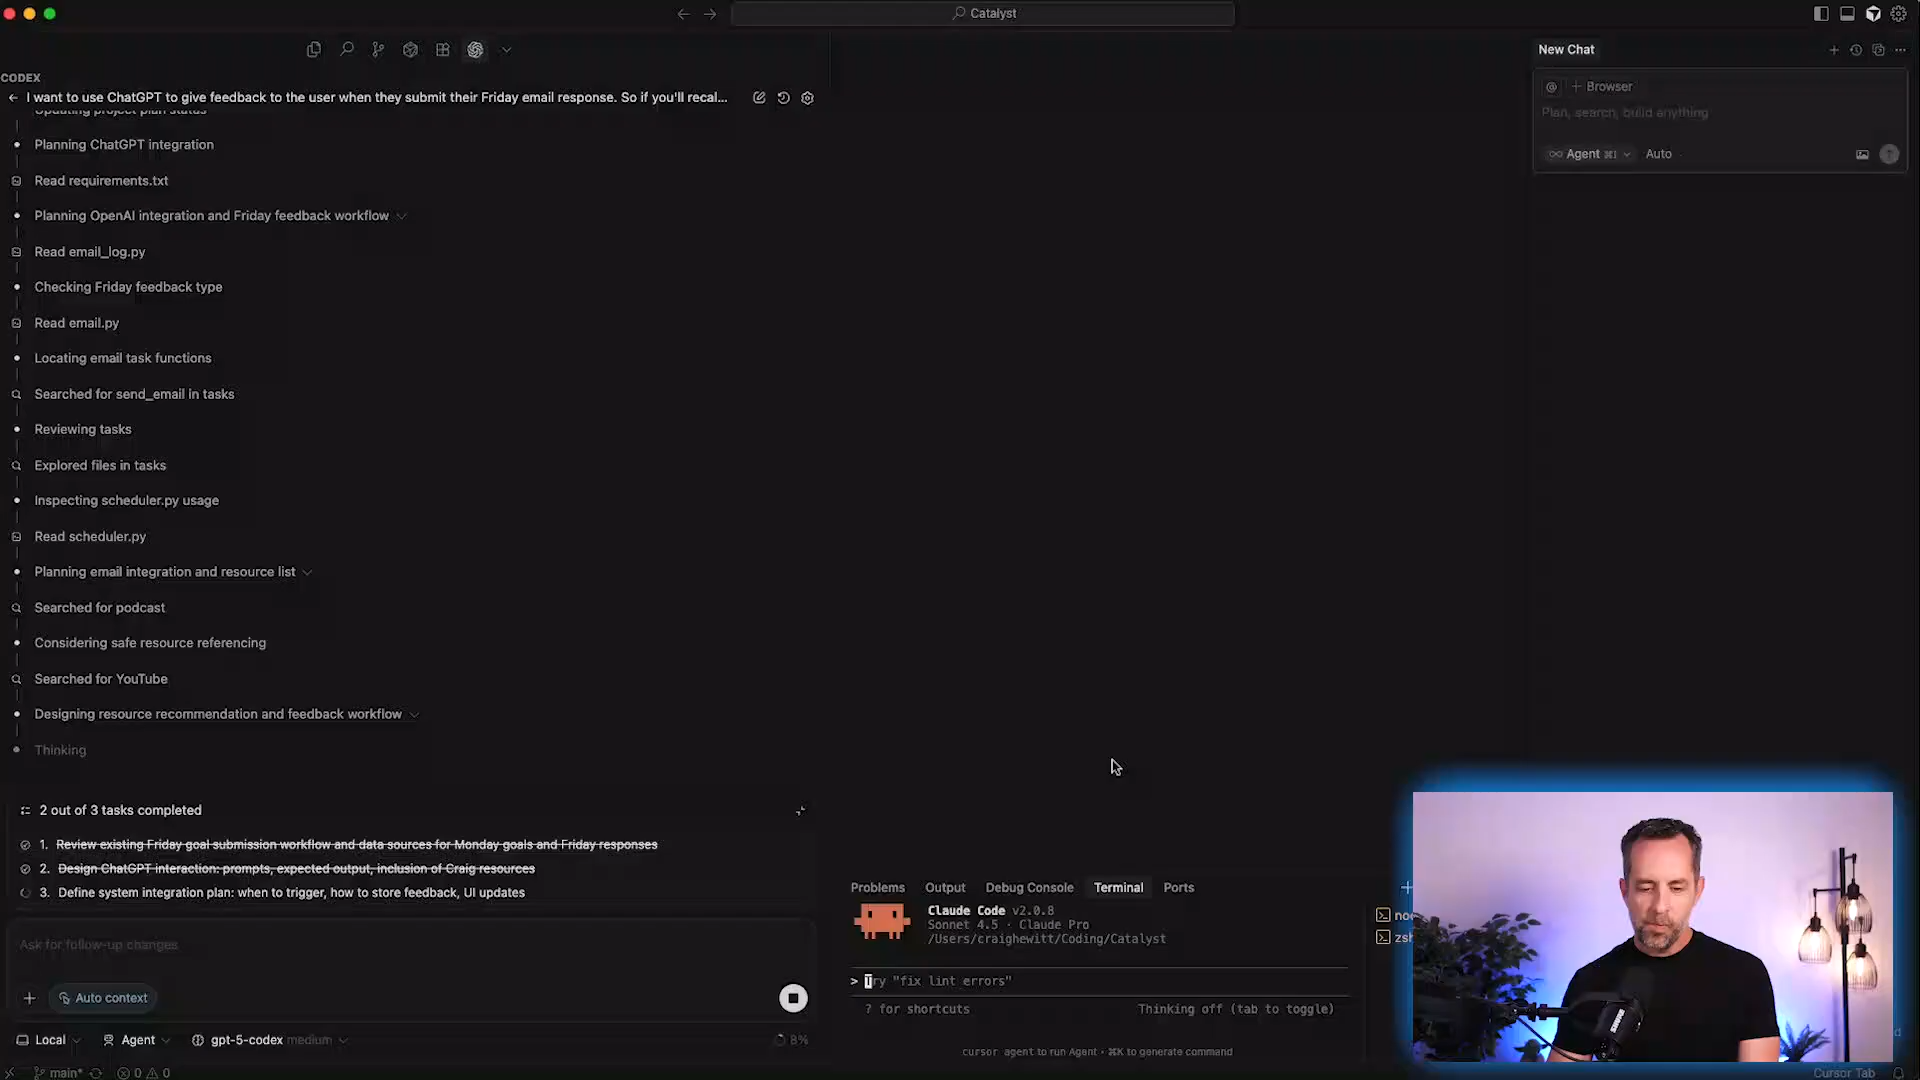 Catalyst
New Chat
CODEX
I want to use ChatGPT to give feedback to the user when they submit their Friday email response. So if you'll recal...
Updating project plan status
Planning ChatGPT integration
Read requirements.txt
Planning OpenAI integration and Friday feedback workflow
Read email_log.py
Checking Friday feedback type
Read email.py
Locating email task functions
Searched for send_email in tasks
Reviewing tasks
Explored files in tasks
Inspecting scheduler.py usage
Read scheduler.py
Planning email integration and resource list
Searched for podcast
Considering safe resource referencing
Searched for YouTube
Designing resource recommendation and feedback workflow
Thinking
2 out of 3 tasks completed
1. Review existing Friday goal submission workflow and data sources for Monday goals and Friday responses
2. Design ChatGPT interaction: prompts, expected output, inclusion of Craig resources
3. Define system integration plan: when to trigger, how to store feedback, UI updates
Ask for follow-up changes
+ Auto context
Local Agent gpt-5-codex medium 8%
main* 0 0
@ + Browser
Plan, search, build anything
Agent ⌘I Auto
Problems Output Debug Console Terminal Ports
Claude Code v2.0.8
Sonnet 4.5 · Claude Pro
/Users/craighewitt/Coding/Catalyst
> Try "fix lint errors"
? for shortcuts Thinking off (tab to toggle)
cursor agent to run Agent · ⌘K to generate command
Cursor Tab